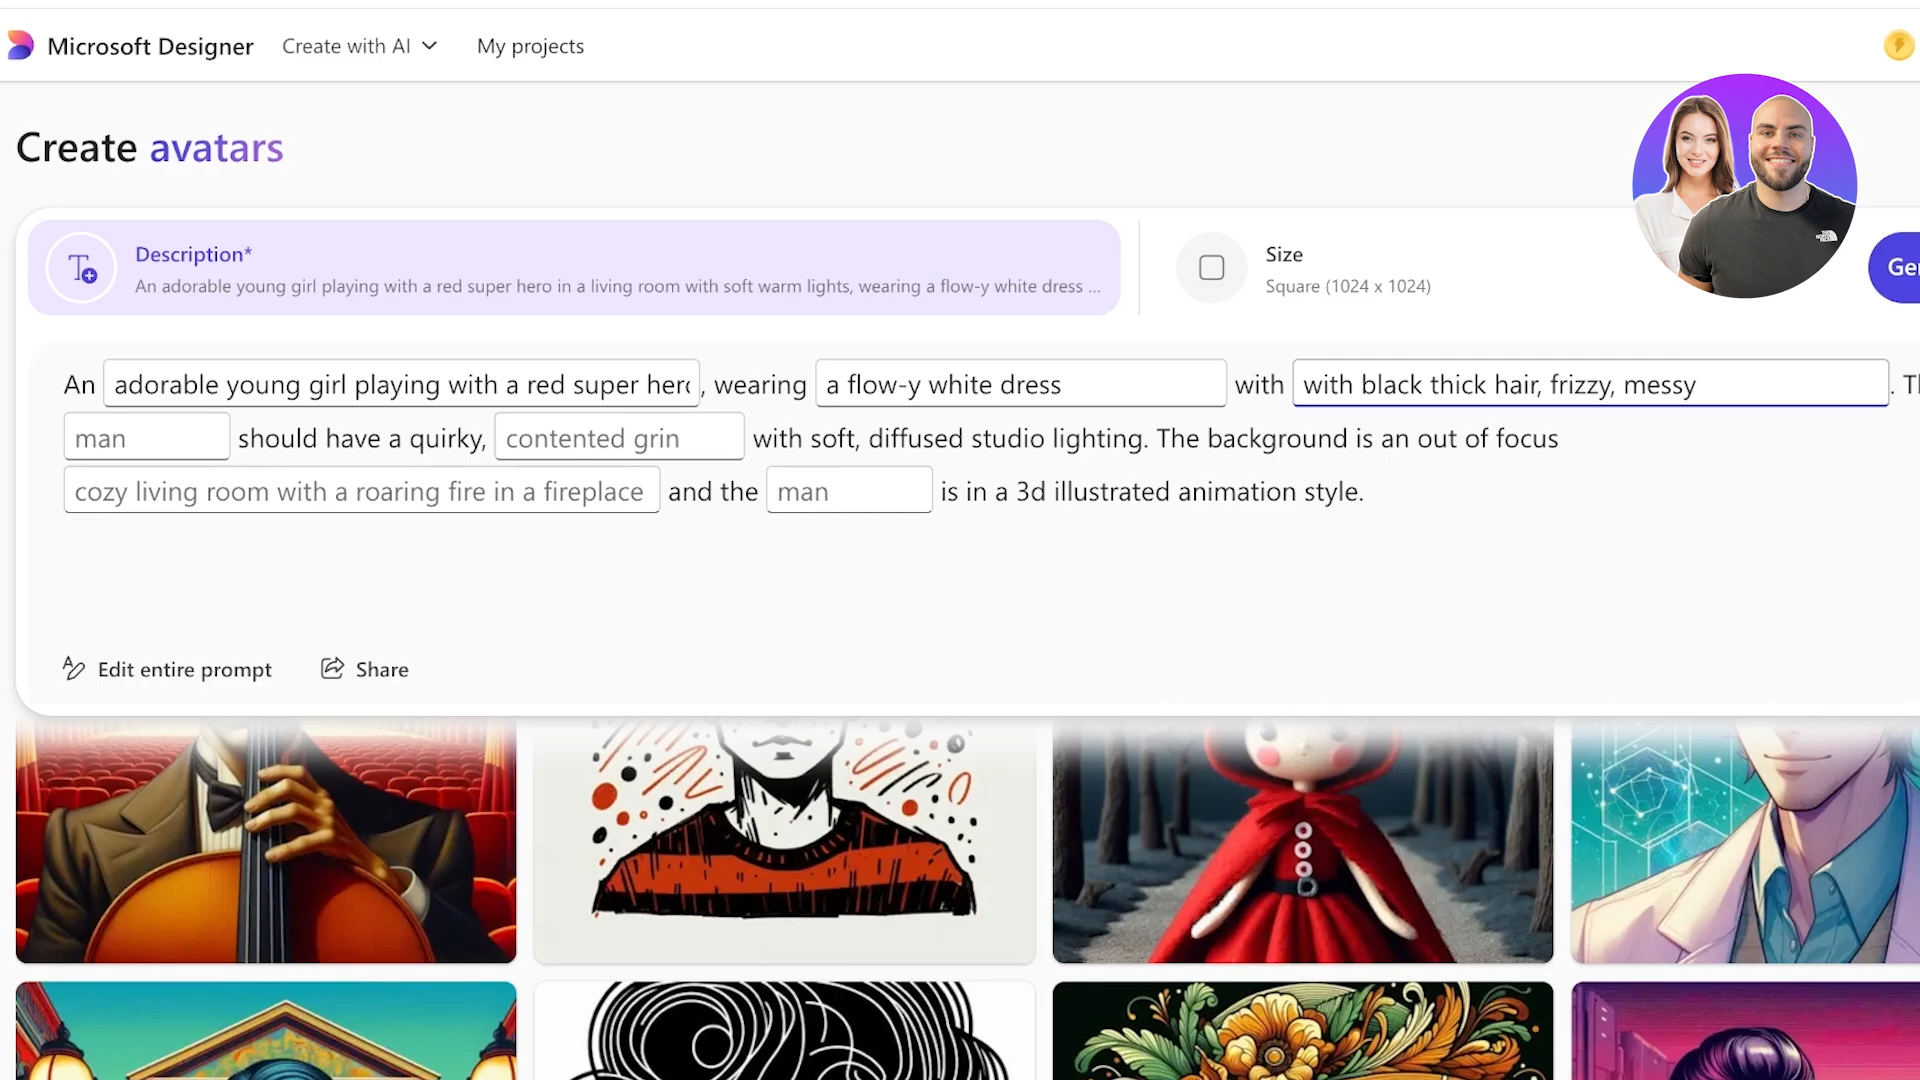 Microsoft Designer Create with AI My projects
Create avatars
Description*
An adorable young girl playing with a red super hero in a living room with soft warm lights, wearing a flow-y white dress ...
Size
Square (1024 x 1024)
An adorable young girl playing with a red super hero, wearing a flow-y white dress with with black thick hair, frizzy, messy.
man should have a quirky, contented grin with soft, diffused studio lighting. The background is an out of focus
cozy living room with a roaring fire in a fireplace and the man is in a 3d illustrated animation style.
Edit entire prompt Share